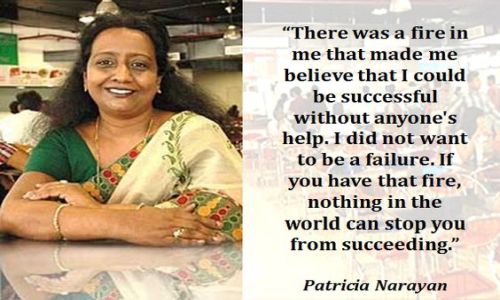 “There was a fire in
me that made me
believe that I could
be successful
without anyone's
help. I did not want
to be a failure. If
you have that fire,
nothing in the
world can stop you
from succeeding.”
Patricia Narayan